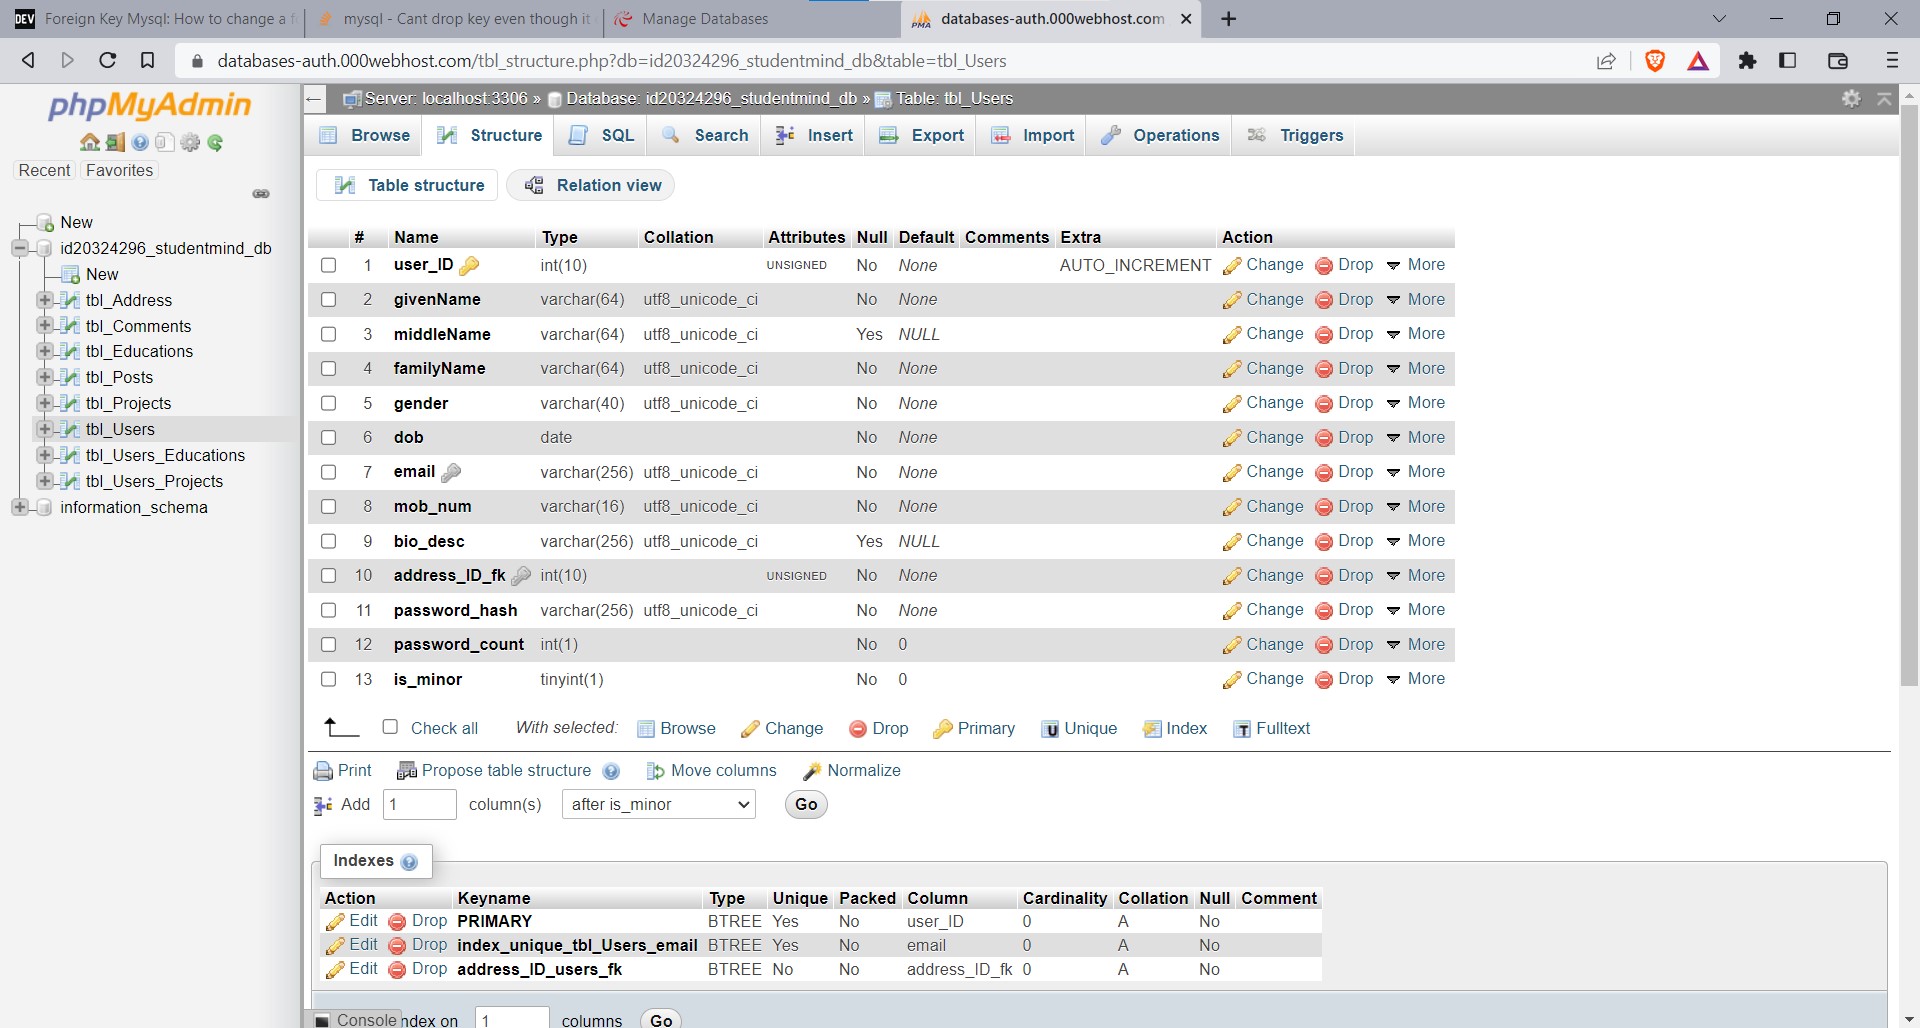 DEV Foreign Key Mysql: How to change a f mysql - Cant drop key even though it Manage Databases PMA databases-auth.000webhost.com
databases-auth.000webhost.com/tbl_structure.php?db=id20324296_studentmind_db&table=tbl_Users
phpMyAdmin
Recent Favorites
New
id20324296_studentmind_db
New
tbl_Address
tbl_Comments
tbl_Educations
tbl_Posts
tbl_Projects
tbl_Users
tbl_Users_Educations
tbl_Users_Projects
information_schema
Server: localhost:3306 » Database: id20324296_studentmind_db » Table: tbl_Users
Browse Structure SQL Search Insert Export Import Operations Triggers
Table structure Relation view
# Name Type Collation Attributes Null Default Comments Extra Action
1 user_ID int(10) UNSIGNED No None AUTO_INCREMENT Change Drop More
2 givenName varchar(64) utf8_unicode_ci No None Change Drop More
3 middleName varchar(64) utf8_unicode_ci Yes NULL Change Drop More
4 familyName varchar(64) utf8_unicode_ci No None Change Drop More
5 gender varchar(40) utf8_unicode_ci No None Change Drop More
6 dob date No None Change Drop More
7 email varchar(256) utf8_unicode_ci No None Change Drop More
8 mob_num varchar(16) utf8_unicode_ci No None Change Drop More
9 bio_desc varchar(256) utf8_unicode_ci Yes NULL Change Drop More
10 address_ID_fk int(10) UNSIGNED No None Change Drop More
11 password_hash varchar(256) utf8_unicode_ci No None Change Drop More
12 password_count int(1) No 0 Change Drop More
13 is_minor tinyint(1) No 0 Change Drop More
Check all With selected: Browse Change Drop Primary Unique Index Fulltext
Print Propose table structure Move columns Normalize
Add 1 column(s) after is_minor Go
Indexes
Action Keyname Type Unique Packed Column Cardinality Collation Null Comment
Edit Drop PRIMARY BTREE Yes No user_ID 0 A No
Edit Drop index_unique_tbl_Users_email BTREE Yes No email 0 A No
Edit Drop address_ID_users_fk BTREE No No address_ID_fk 0 A No
Console ndex on 1 columns Go